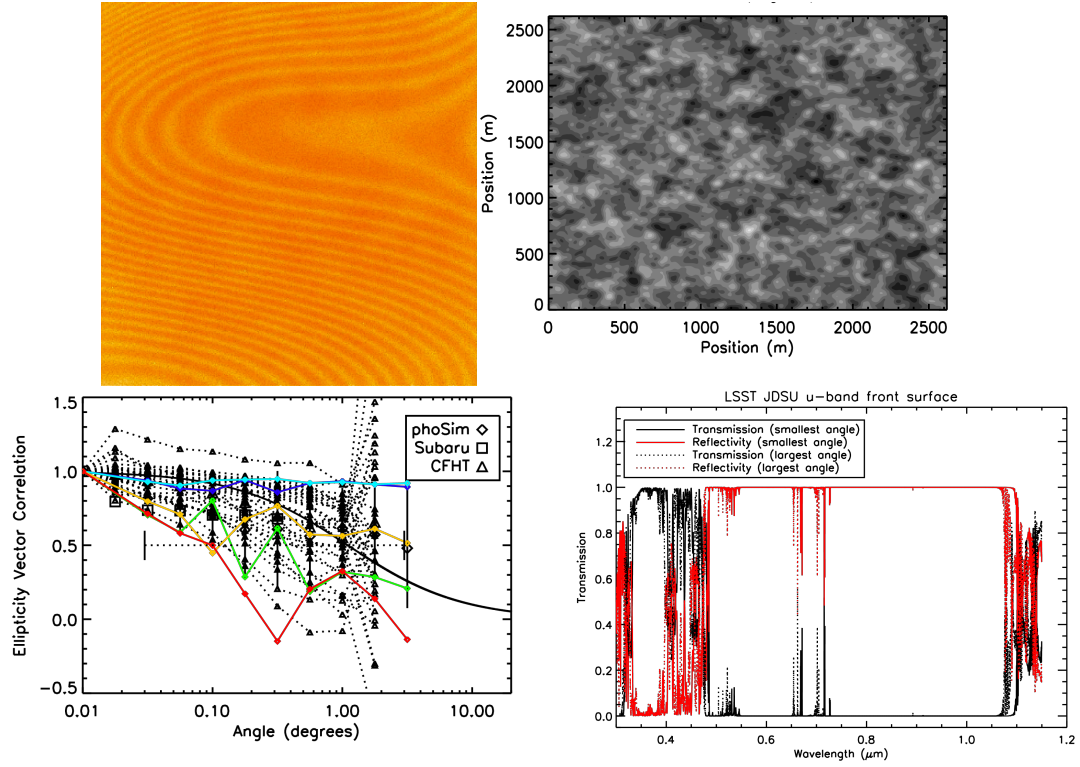 2500
2000
1500
1000
500
0
Position (m)
0 500 1000 1500 2000 2500
Position (m)
1.5
1.0
0.5
0.0
−0.5
Ellipticity Vector Correlation
phoSim
Subaru
CFHT
0.01 0.10 1.00 10.00
Angle (degrees)
LSST JDSU u−band front surface
Transmission (smallest angle)
Reflectivity (smallest angle)
Transmission (largest angle)
Reflectivity (largest angle)
1.2
1.0
0.8
0.6
0.4
0.2
0.0
Transmission
0.4 0.6 0.8 1.0 1.2
Wavelength (μm)